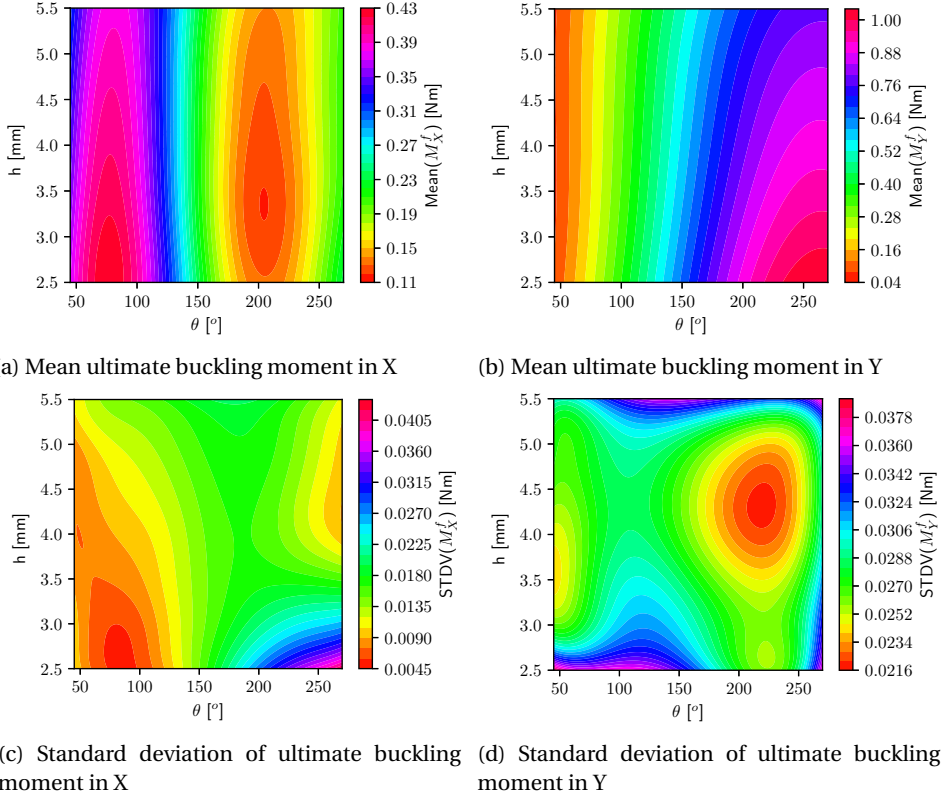 5.5
5.0
4.5
4.0
3.5
3.0
2.5
h [mm]
50 100 150 200 250
θ [°]
0.43
0.39
0.35
0.31
0.27
0.23
0.19
0.15
0.11
Mean(M_X^f) [Nm]
5.5
5.0
4.5
4.0
3.5
3.0
2.5
h [mm]
50 100 150 200 250
θ [°]
1.00
0.88
0.76
0.64
0.52
0.40
0.28
0.16
0.04
Mean(M_Y^f) [Nm]
(a) Mean ultimate buckling moment in X
(b) Mean ultimate buckling moment in Y
5.5
5.0
4.5
4.0
3.5
3.0
2.5
h [mm]
50 100 150 200 250
θ [°]
0.0405
0.0360
0.0315
0.0270
0.0225
0.0180
0.0135
0.0090
0.0045
STDV(M_X^f) [Nm]
5.5
5.0
4.5
4.0
3.5
3.0
2.5
h [mm]
50 100 150 200 250
θ [°]
0.0378
0.0360
0.0342
0.0324
0.0306
0.0288
0.0270
0.0252
0.0234
0.0216
STDV(M_Y^f) [Nm]
(c) Standard deviation of ultimate buckling
moment in X
(d) Standard deviation of ultimate buckling
moment in Y